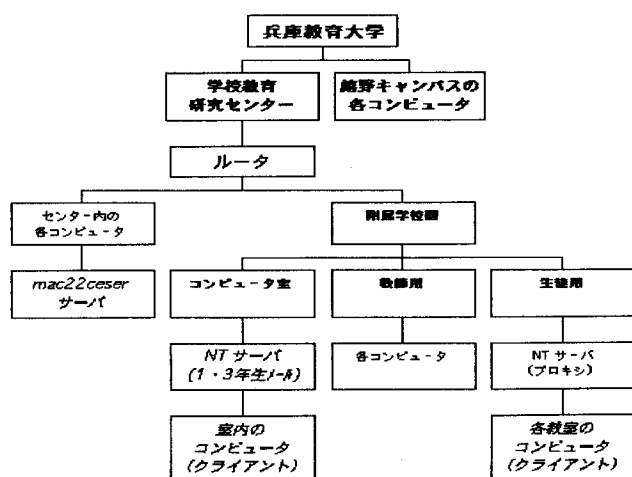 兵庫教育大学
学校教育
研究センター
嬉野キャンパスの
各コンピュータ
ルータ
センター内の
各コンピュータ
附属学校園
mac22ceser
サーバ
コンピュータ室
教師用
生徒用
NTサーバ
(1・3年生メール)
各コンピュータ
NTサーバ
(プロキシ)
室内の
コンピュータ
(クライアント)
各教室の
コンピュータ
(クライアント)